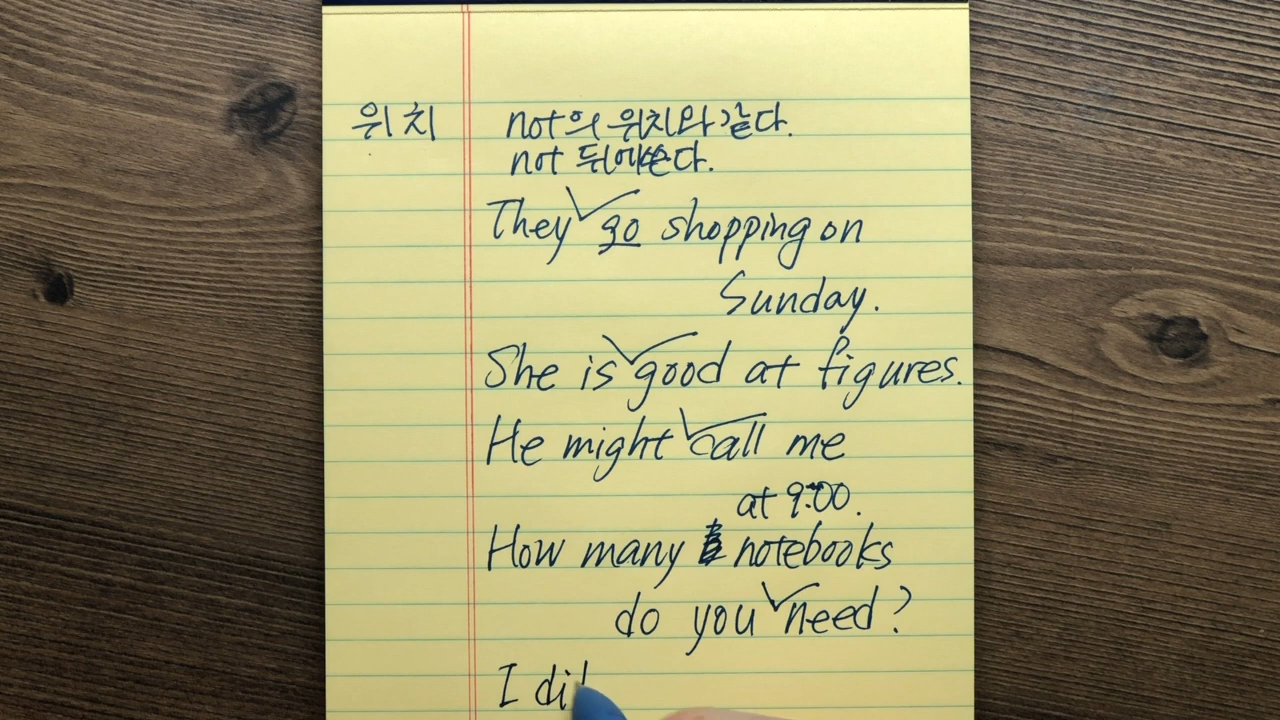 위치 not의 위치와 같다.
not 뒤에 쓴다.
They go shopping on
Sunday.
She is good at figures.
He might call me
at 9:00.
How many notebooks
do you need?
I di